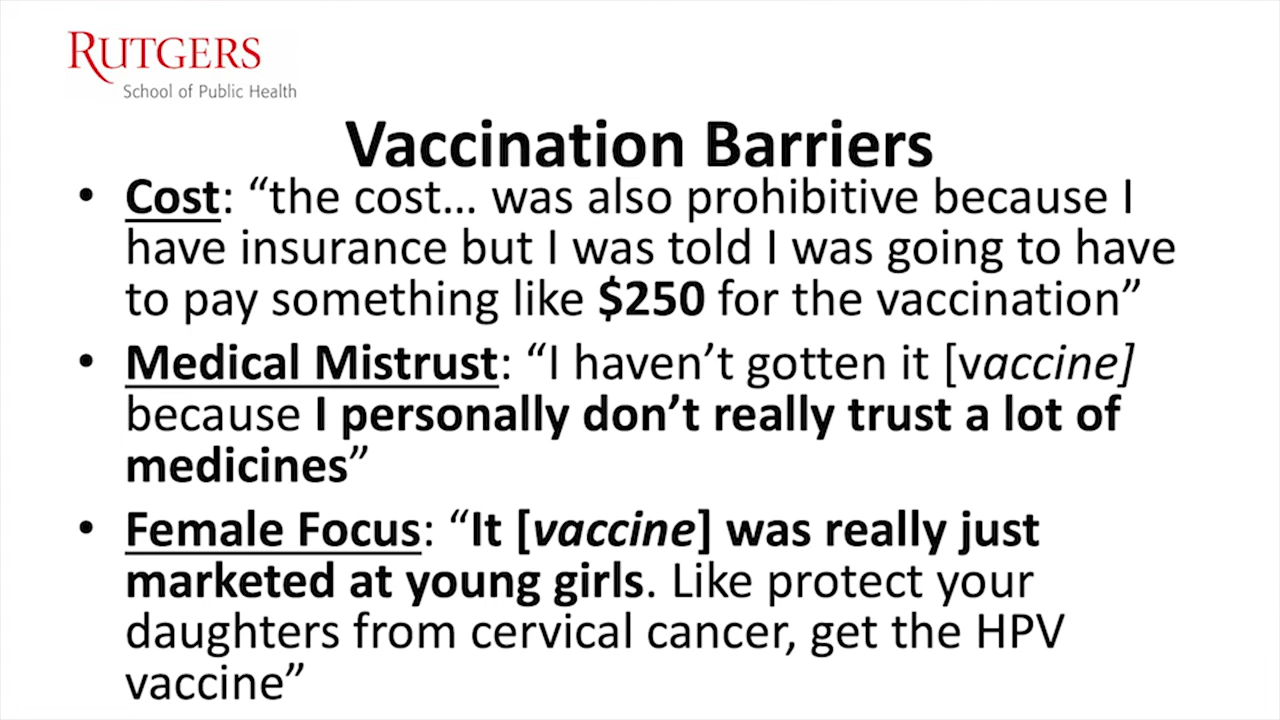 RUTGERS
School of Public Health
Vaccination Barriers
• Cost: “the cost… was also prohibitive because I
have insurance but I was told I was going to have
to pay something like $250 for the vaccination”
• Medical Mistrust: “I haven’t gotten it [vaccine]
because I personally don’t really trust a lot of
medicines”
• Female Focus: “It [vaccine] was really just
marketed at young girls. Like protect your
daughters from cervical cancer, get the HPV
vaccine”